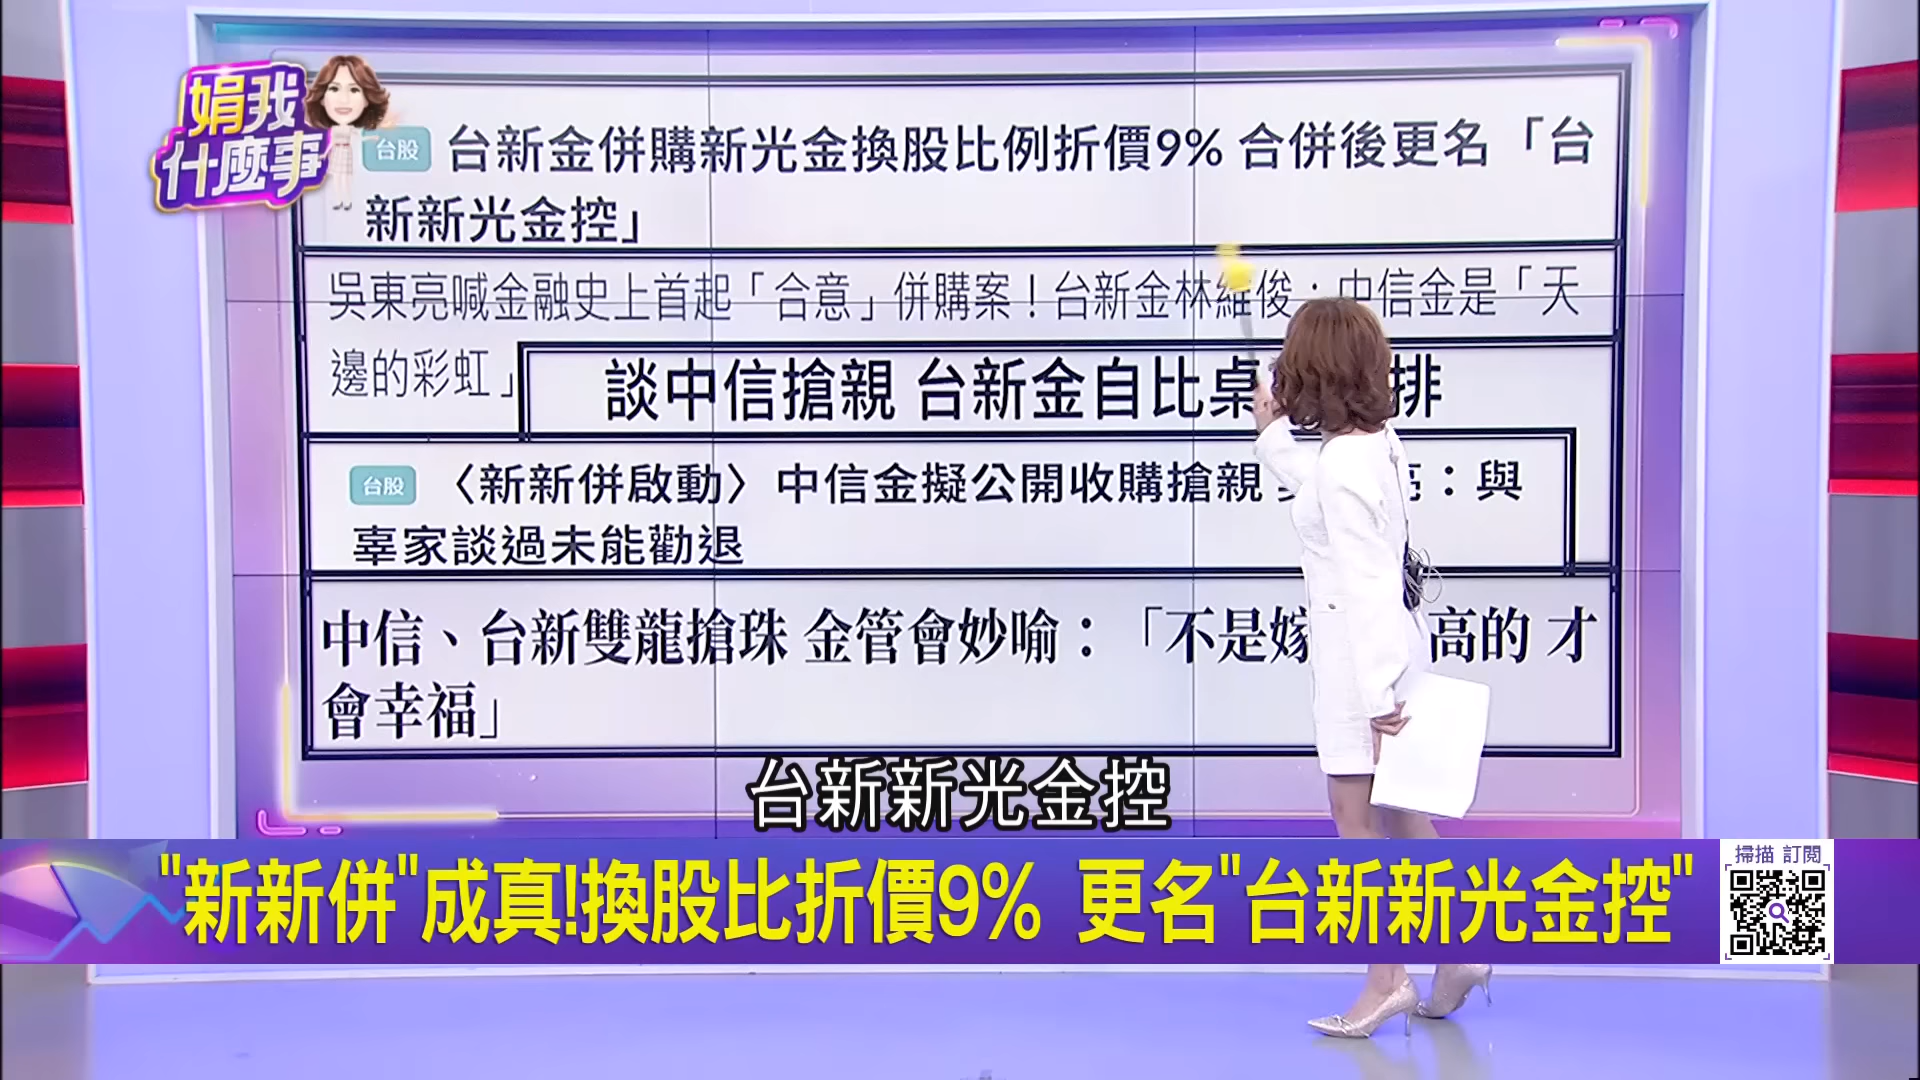 娟我
什麼事
台股 台新金併購新光金換股比例折價9% 合併後更名「台
新新光金控」
吳東亮喊金融史上首起「合意」併購案！台新金林維俊：中信金是「天
邊的彩虹」
談中信搶親 台新金自比桌 排
台股 〈新新併啟動〉中信金擬公開收購搶親 ：與
辜家談過未能勸退
中信、台新雙龍搶珠 金管會妙喻：「不是嫁 高的 才
會幸福」
台新新光金控
"新新併"成真!換股比折價9% 更名"台新新光金控"
掃描 訂閱